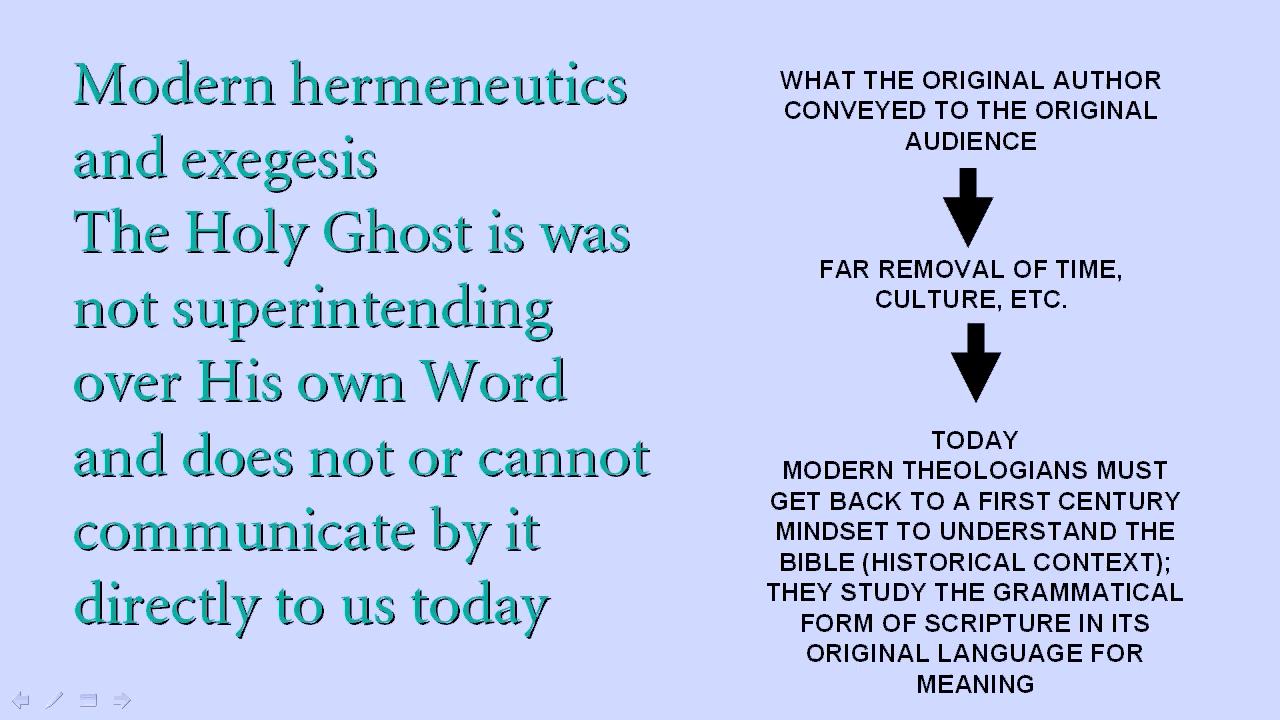 Modern hermeneutics
and exegesis
The Holy Ghost is was
not superintending
over His own Word
and does not or cannot
communicate by it
directly to us today
WHAT THE ORIGINAL AUTHOR
CONVEYED TO THE ORIGINAL
AUDIENCE
FAR REMOVAL OF TIME,
CULTURE, ETC.
TODAY
MODERN THEOLOGIANS MUST
GET BACK TO A FIRST CENTURY
MINDSET TO UNDERSTAND THE
BIBLE (HISTORICAL CONTEXT);
THEY STUDY THE GRAMMATICAL
FORM OF SCRIPTURE IN ITS
ORIGINAL LANGUAGE FOR
MEANING